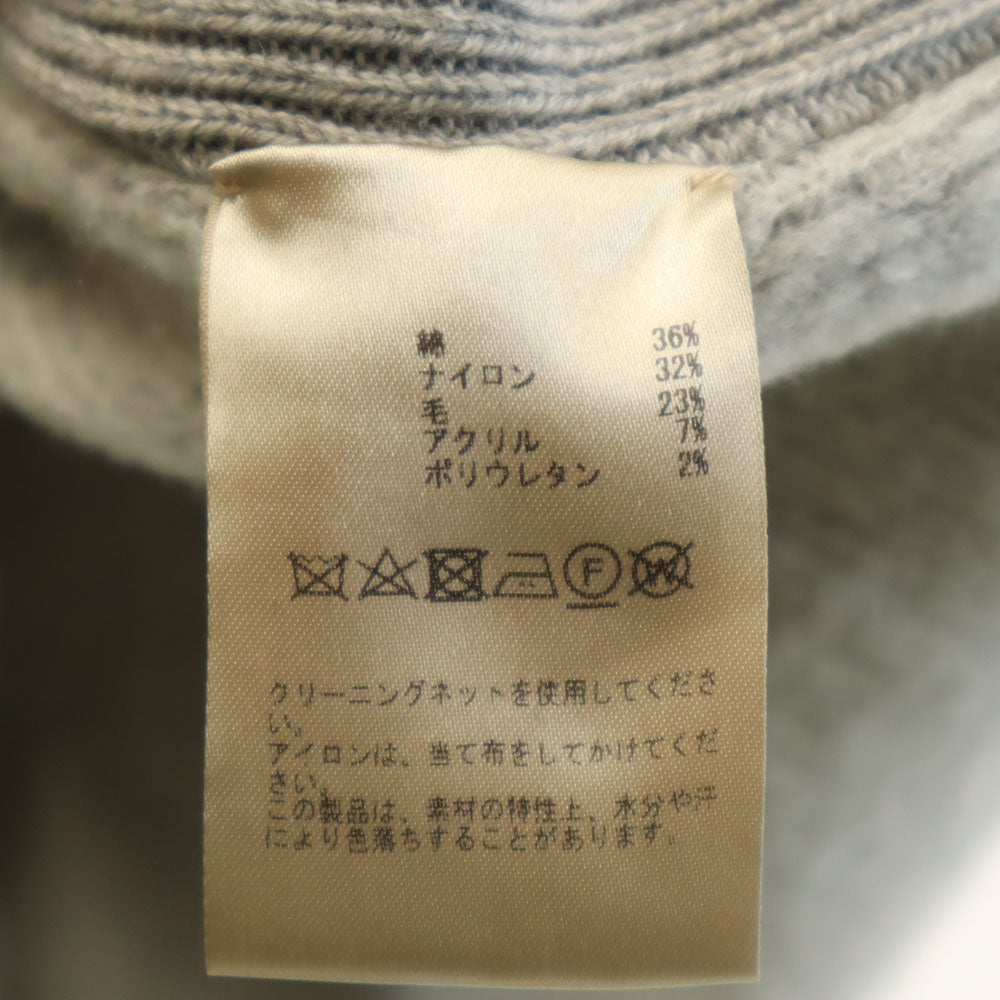 綿 36%
ナイロン 32%
毛 23%
アクリル 7%
ポリウレタン 2%
F W
クリーニングネットを使用してくださ
い。
アイロンは、当て布をしてかけてくだ
さい。
この製品は、素材の特性上、水分や汗
により色落ちすることがあります。